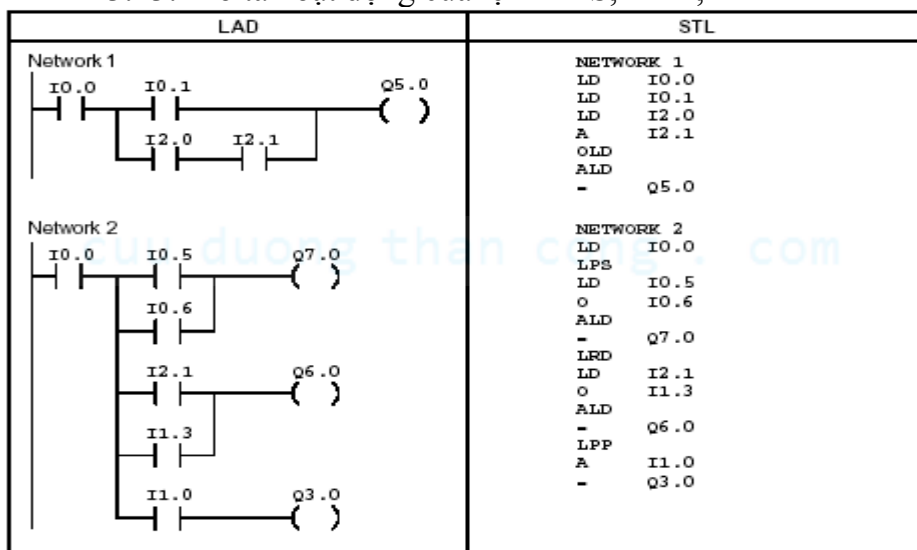 LAD
STL
Network 1
I0.0 I0.1 Q5.0
I2.0 I2.1
NETWORK 1
LD I0.0
LD I0.1
LD I2.0
A I2.1
OLD
ALD
= Q5.0
Network 2
I0.0 I0.5 Q7.0
I0.6
I2.1 Q6.0
I1.3
I1.0 Q3.0
NETWORK 2
LD I0.0
LPS
LD I0.5
O I0.6
ALD
= Q7.0
LRD
LD I2.1
O I1.3
ALD
= Q6.0
LPP
A I1.0
= Q3.0
cuu duong than cong . com